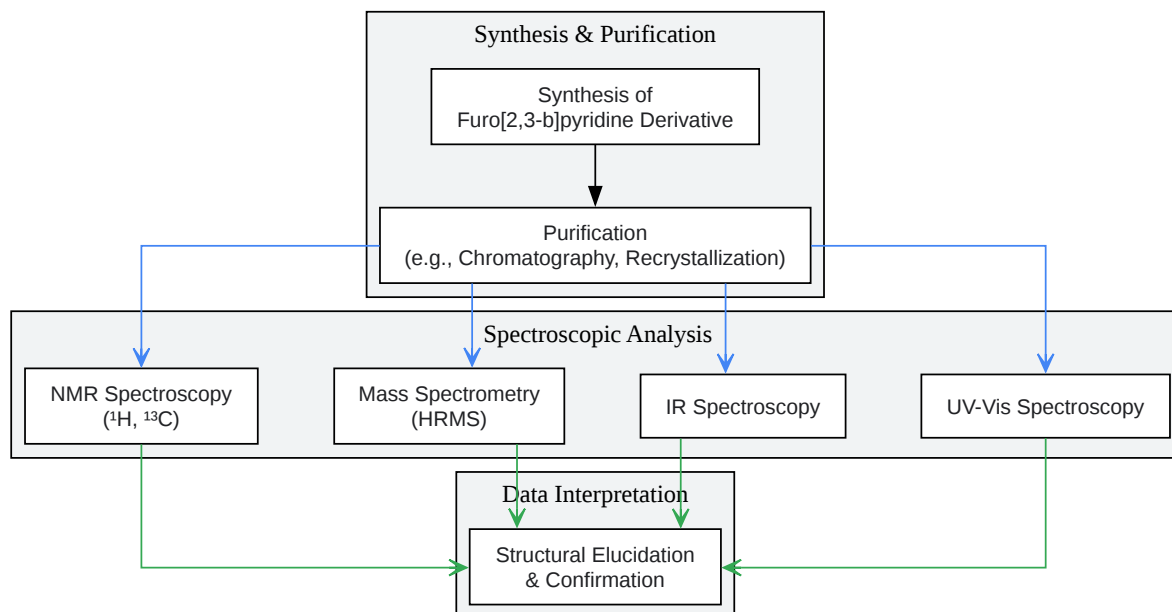 Synthesis & Purification
Synthesis of
Furo[2,3-b]pyridine Derivative
Purification
(e.g., Chromatography, Recrystallization)
Spectroscopic Analysis
NMR Spectroscopy
(¹H, ¹³C)
Mass Spectrometry
(HRMS)
IR Spectroscopy
UV-Vis Spectroscopy
Data Interpretation
Structural Elucidation
& Confirmation